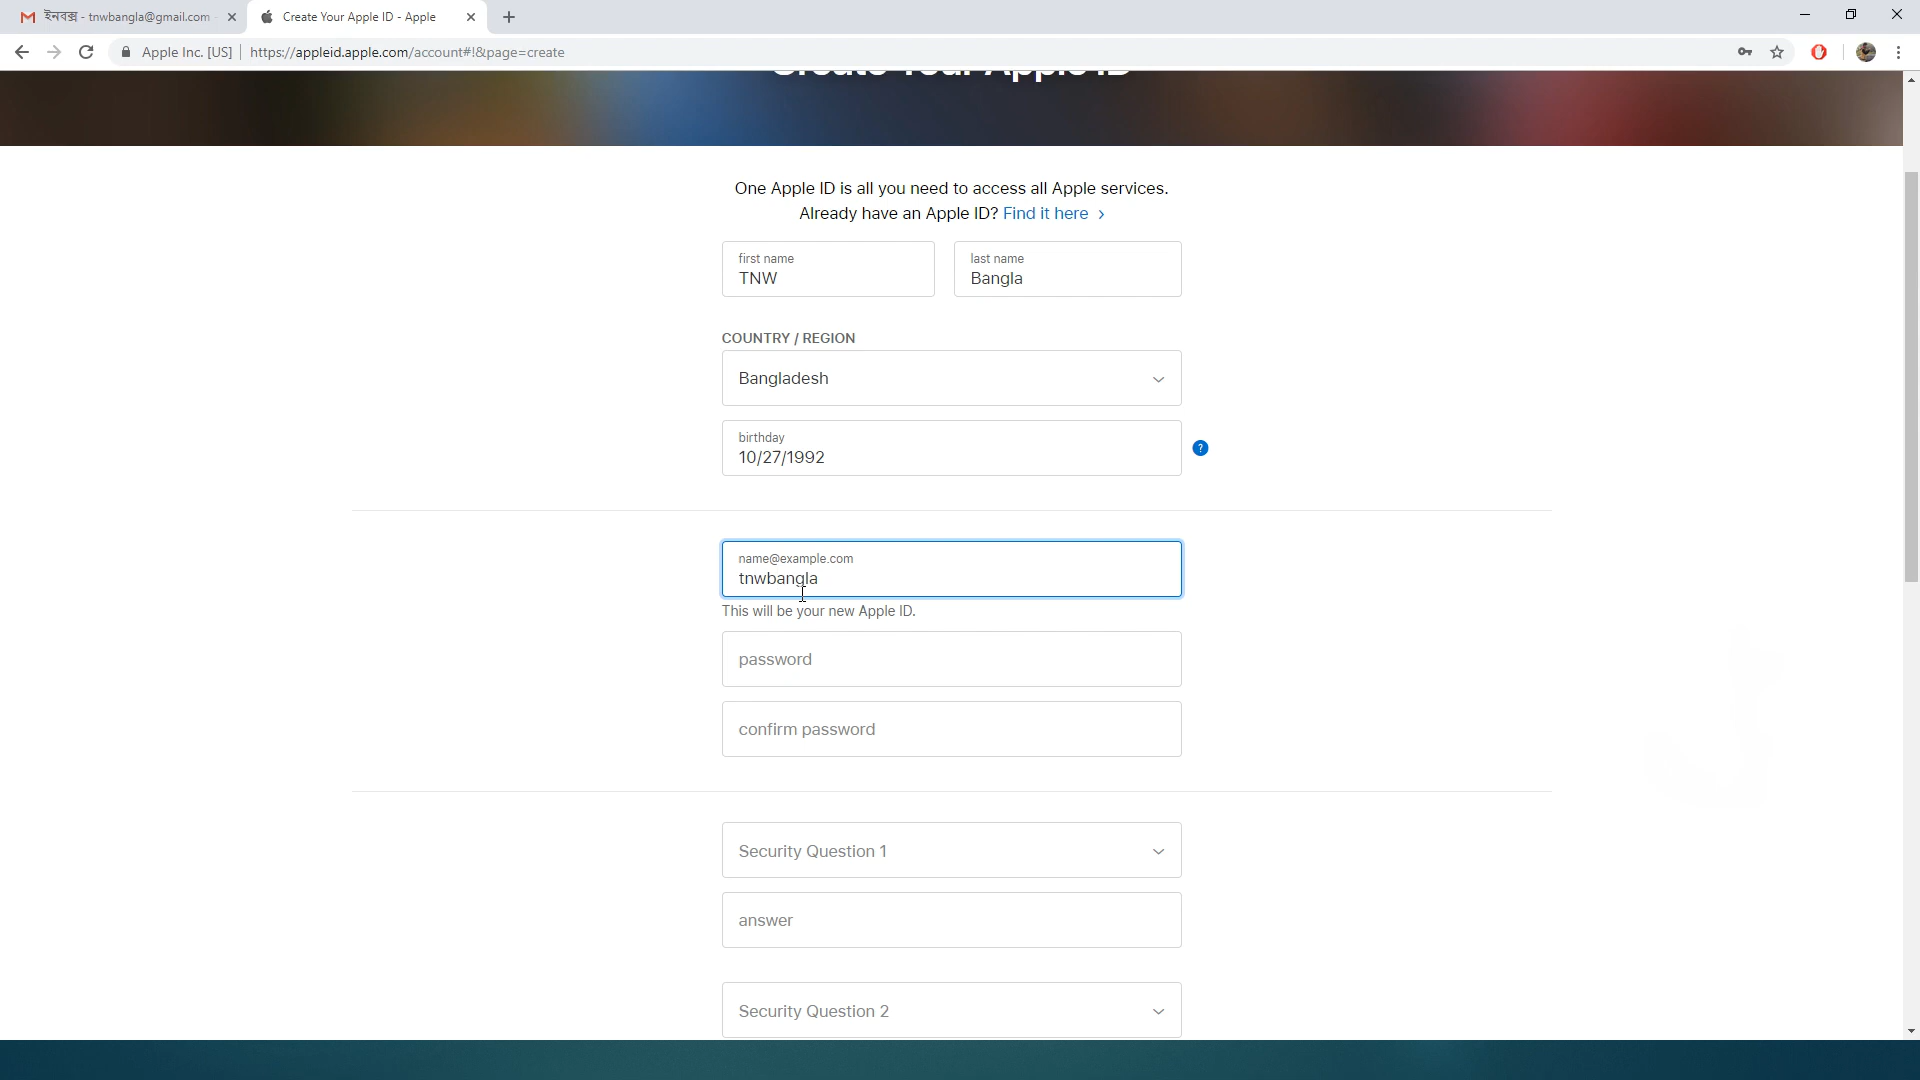 ইনবক্স - tnwbangla@gmail.com
Create Your Apple ID - Apple
Apple Inc. [US] | https://appleid.apple.com/account#!&page=create
Create Your Apple ID
One Apple ID is all you need to access all Apple services.
Already have an Apple ID? Find it here >
first name
TNW
last name
Bangla
COUNTRY / REGION
Bangladesh
birthday
10/27/1992
?
name@example.com
tnwbangla
This will be your new Apple ID.
password
confirm password
Security Question 1
answer
Security Question 2